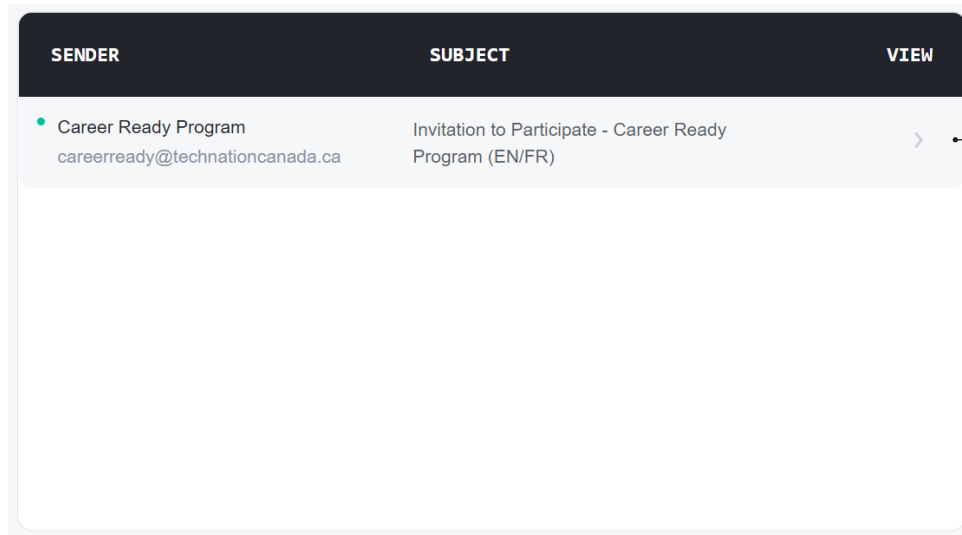 SENDER SUBJECT VIEW
Career Ready Program
careerready@technationcanada.ca
Invitation to Participate - Career Ready
Program (EN/FR)